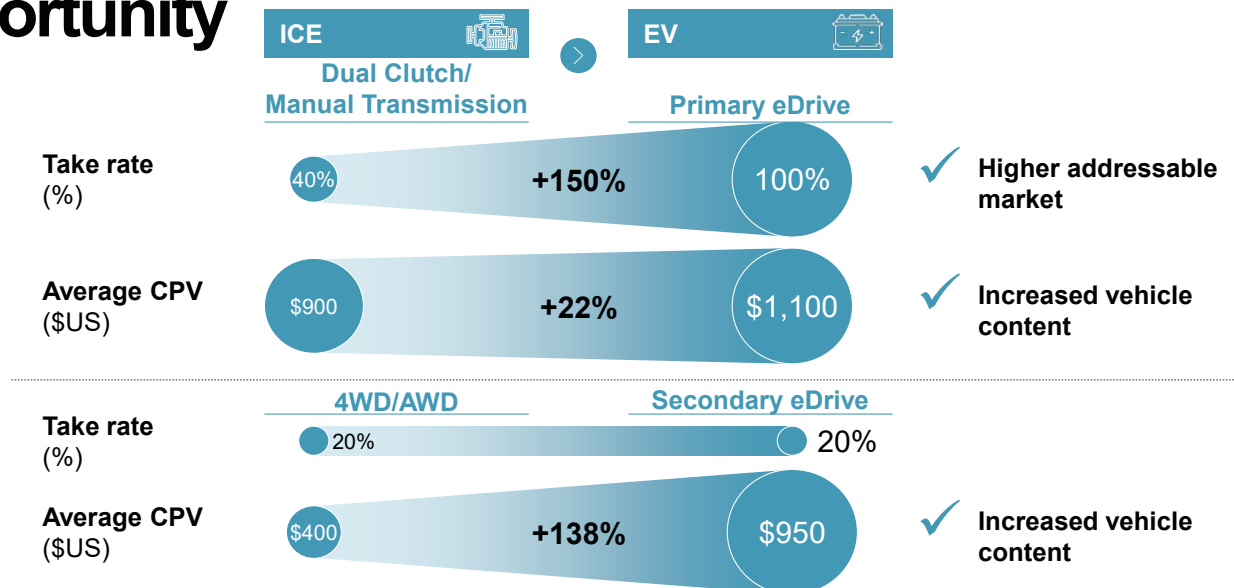 ortunity
ICE
EV
Dual Clutch/
Manual Transmission
Primary eDrive
Take rate
(%)
40%
+150%
100%
Higher addressable
market
Average CPV
($US)
$900
+22%
$1,100
Increased vehicle
content
4WD/AWD
Secondary eDrive
Take rate
(%)
20%
20%
Average CPV
($US)
$400
+138%
$950
Increased vehicle
content